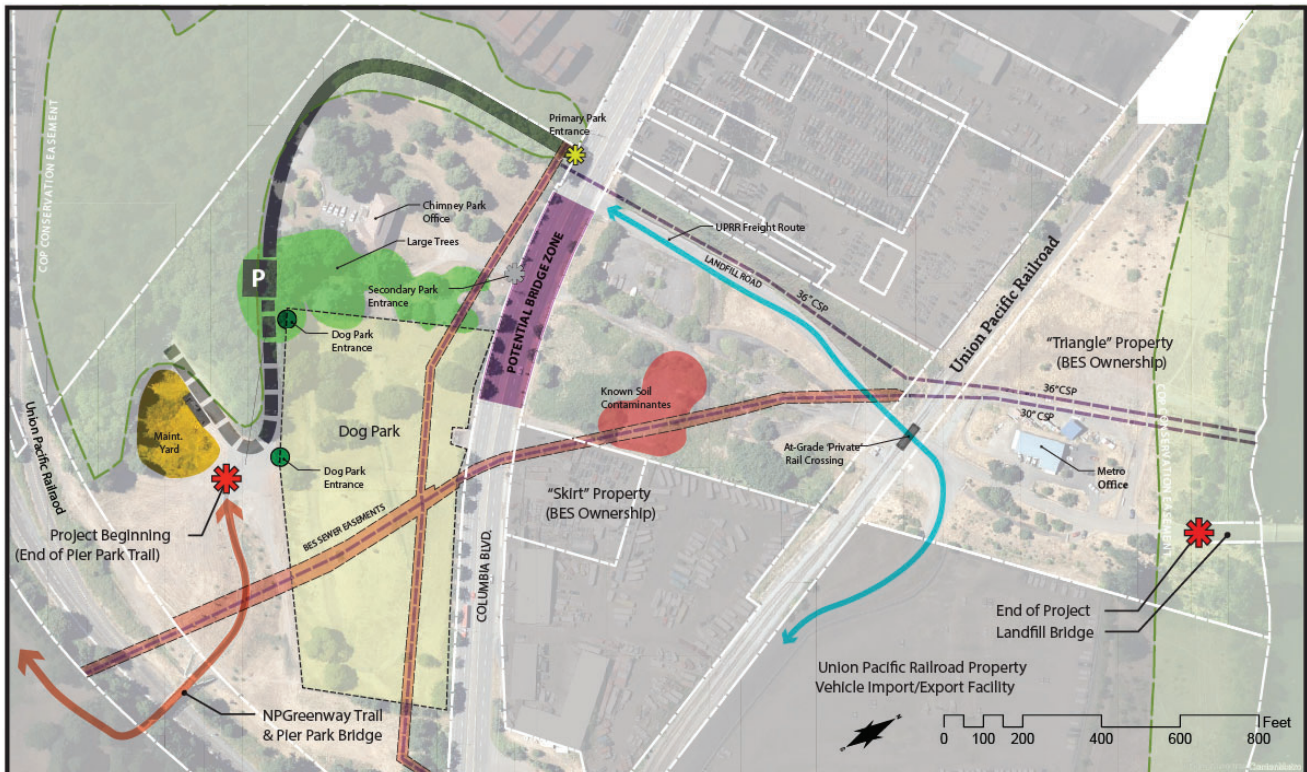 COP CONSERVATION EASEMENT
Primary Park
Entrance
Chimney Park
Office
Large Trees
P
Secondary Park
Entrance
Dog Park
Entrance
POTENTIAL BRIDGE ZONE
UPRR Freight Route
LANDFILL ROAD
36" CSP
Union Pacific Railroad
"Triangle" Property
(BES Ownership)
36"CSP
30" CSP
Known Soil
Contaminantes
At-Grade 'Private'
Rail Crossing
Metro
Office
Union Pacific Railraod
Maint.
Yard
Dog Park
Dog Park
Entrance
Project Beginning
(End of Pier Park Trail)
BES SEWER EASEMENTS
COLUMBIA BLVD.
"Skirt" Property
(BES Ownership)
End of Project
Landfill Bridge
NPGreenway Trail
& Pier Park Bridge
Union Pacific Railroad Property
Vehicle Import/Export Facility
Feet
0 100 200 400 600 800